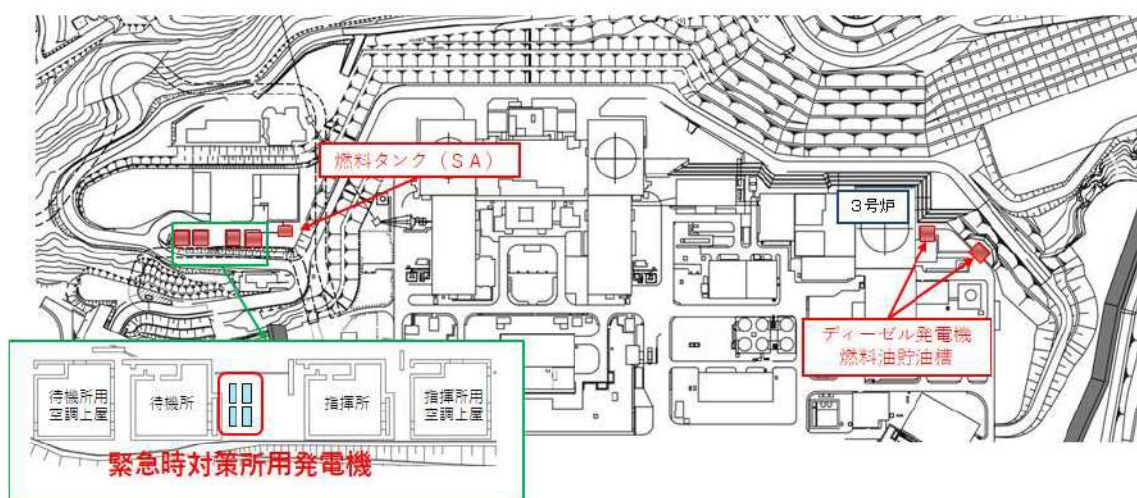 燃料タンク（ＳＡ）
３号炉
ディーゼル発電機
燃料油貯油槽
待機所用
空調上屋
待機所
指揮所
指揮所用
空調上屋
緊急時対策所用発電機